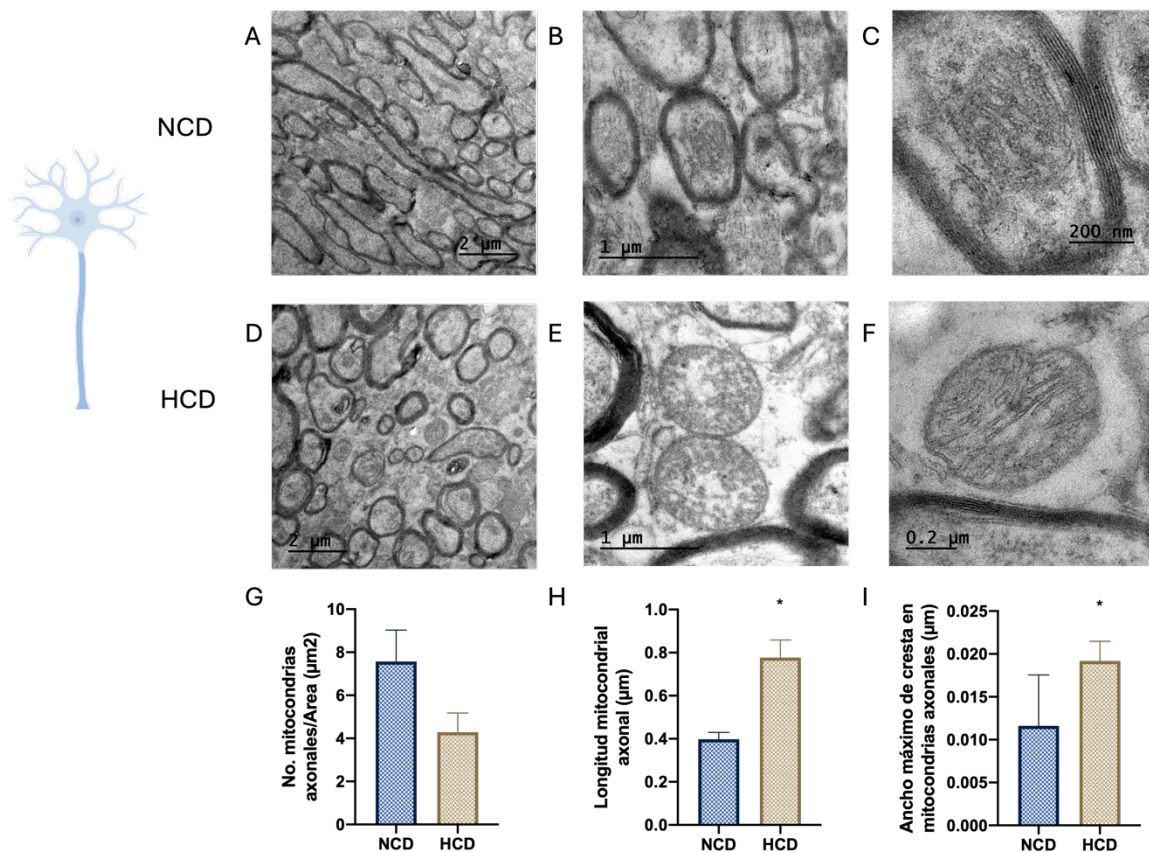 A
B
C
NCD
2 µm
1 µm
200 nm
D
E
F
HCD
2 µm
1 µm
0.2 µm
G
H
I
No. mitocondrias
axonales/Area (µm2)
10
8
6
4
2
0
NCD
HCD
Longitud mitocondrial
axonal (µm)
1.0
0.8
0.6
0.4
0.2
0.0
*
NCD
HCD
Ancho máximo de cresta en
mitocondrias axonales (µm)
0.025
0.020
0.015
0.010
0.005
0.000
*
NCD
HCD